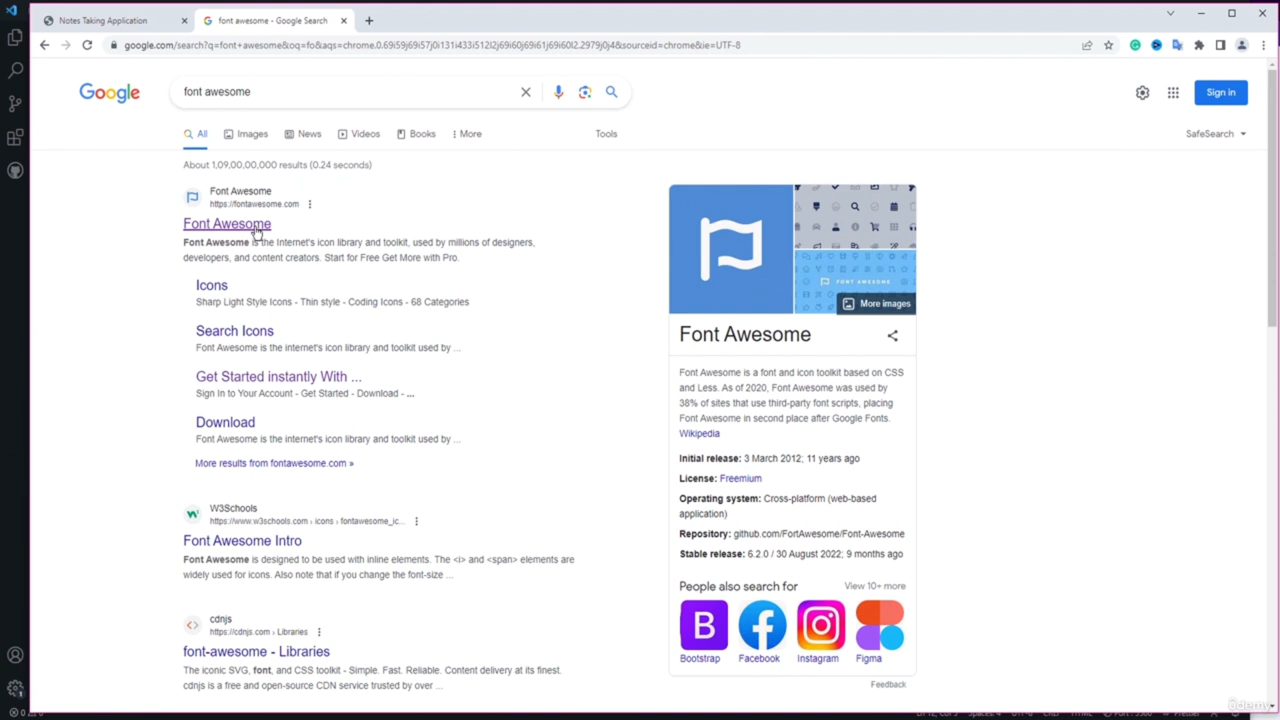 Notes Taking Application
font awesome - Google Search
google.com/search?q=font+awesome&oq=fo&aqs=chrome.0.69i59j69i57j0i131i433i512l2j69i60j69i61j69i60l2.2979j0j4&sourceid=chrome&ie=UTF-8
Google
font awesome
Sign in
All
Images
News
Videos
Books
More
Tools
SafeSearch
About 1,09,00,00,000 results (0.24 seconds)
Font Awesome
https://fontawesome.com
Font Awesome
Font Awesome is the Internet's icon library and toolkit, used by millions of designers,
developers, and content creators. Start for Free Get More with Pro.
Icons
Sharp Light Style Icons - Thin style - Coding Icons - 68 Categories
Search Icons
Font Awesome is the internet's icon library and toolkit used by ...
Get Started instantly With ...
Sign In to Your Account - Get Started - Download - ...
Download
Font Awesome is the internet's icon library and toolkit used by ...
More results from fontawesome.com »
W3Schools
https://www.w3schools.com › icons › fontawesome_ic...
Font Awesome Intro
Font Awesome is designed to be used with inline elements. The <i> and <span> elements are
widely used for icons. Also note that if you change the font-size ...
cdnjs
https://cdnjs.com › Libraries
font-awesome - Libraries
The iconic SVG, font, and CSS toolkit - Simple. Fast. Reliable. Content delivery at its finest.
cdnjs is a free and open-source CDN service trusted by over ...
FONT AWESOME
More images
Font Awesome
Font Awesome is a font and icon toolkit based on CSS
and Less. As of 2020, Font Awesome was used by
38% of sites that use third-party font scripts, placing
Font Awesome in second place after Google Fonts.
Wikipedia
Initial release: 3 March 2012; 11 years ago
License: Freemium
Operating system: Cross-platform (web-based
application)
Repository: github.com/FortAwesome/Font-Awesome
Stable release: 6.2.0 / 30 August 2022; 9 months ago
People also search for
View 10+ more
B
Bootstrap
Facebook
Instagram
Figma
Feedback
ûdemy